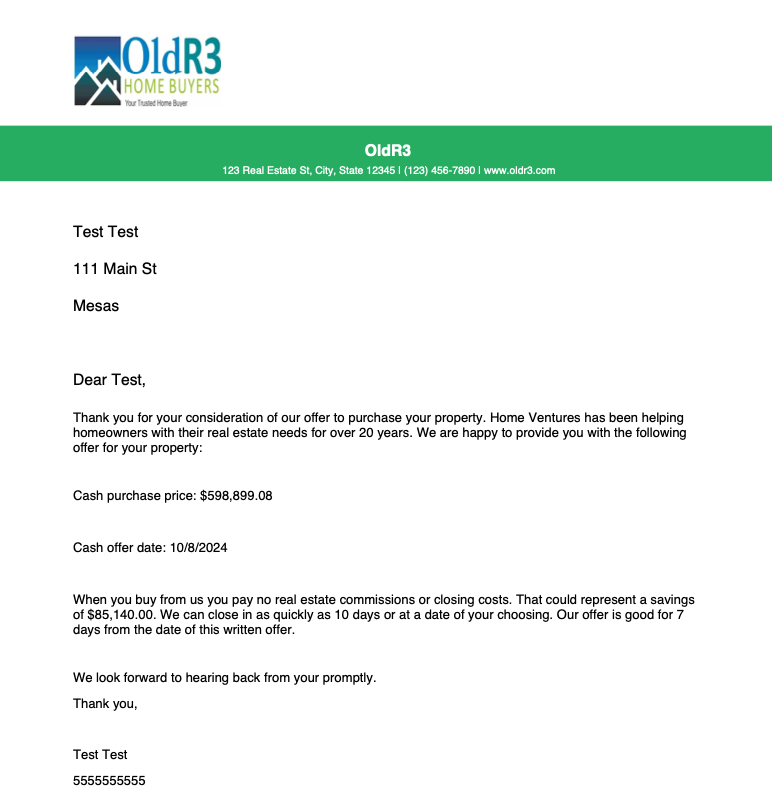 OldR3
HOME BUYERS
Your Trusted Home Buyer
OldR3
123 Real Estate St, City, State 12345 | (123) 456-7890 | www.oldr3.com
Test Test
111 Main St
Mesas
Dear Test,
Thank you for your consideration of our offer to purchase your property. Home Ventures has been helping
homeowners with their real estate needs for over 20 years. We are happy to provide you with the following
offer for your property:
Cash purchase price: $598,899.08
Cash offer date: 10/8/2024
When you buy from us you pay no real estate commissions or closing costs. That could represent a savings
of $85,140.00. We can close in as quickly as 10 days or at a date of your choosing. Our offer is good for 7
days from the date of this written offer.
We look forward to hearing back from your promptly.
Thank you,
Test Test
5555555555